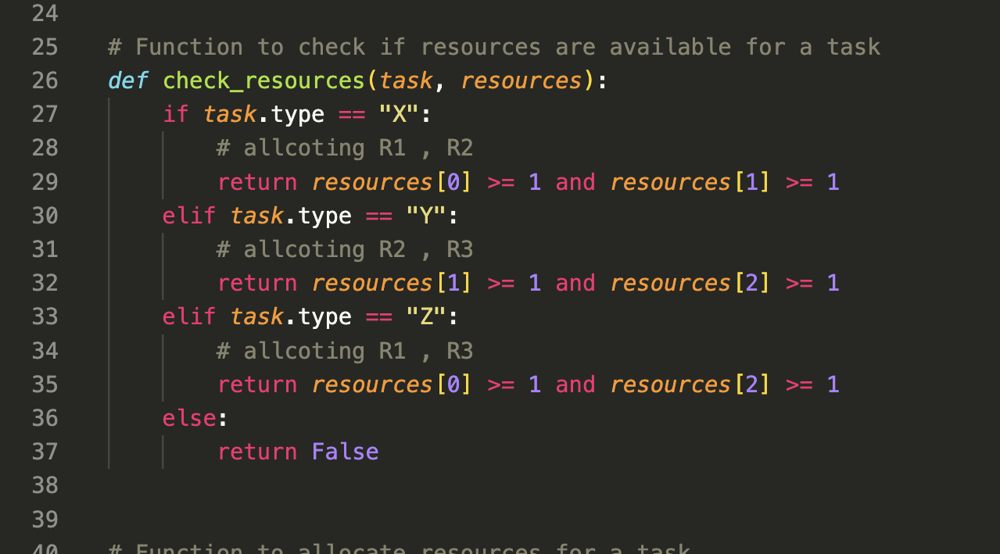 24
25 # Function to check if resources are available for a task
26 def check_resources(task, resources):
27     if task.type == "X":
28         # allcoting R1 , R2
29         return resources[0] >= 1 and resources[1] >= 1
30     elif task.type == "Y":
31         # allcoting R2 , R3
32         return resources[1] >= 1 and resources[2] >= 1
33     elif task.type == "Z":
34         # allcoting R1 , R3
35         return resources[0] >= 1 and resources[2] >= 1
36     else:
37         return False
38
39
40 # Function to allocate resources for a task